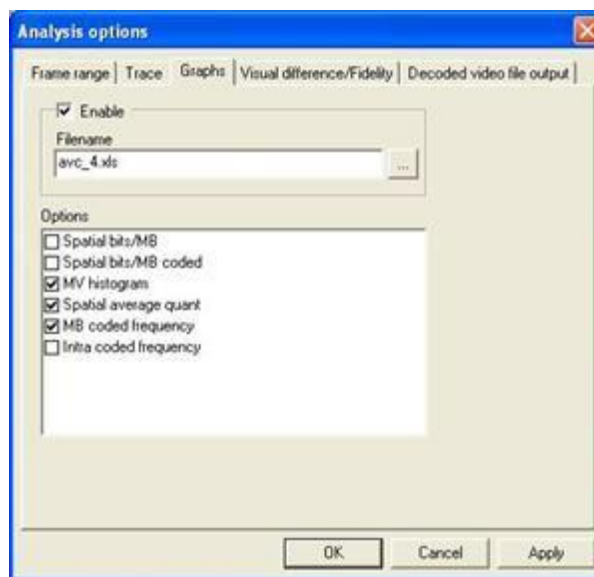 Analysis options
Frame range Trace Graphs Visual difference/Fidelity Decoded video file output
Enable
Filename
avc_4.xls
...
Options
Spatial bits/MB
Spatial bits/MB coded
MV histogram
Spatial average quant
MB coded frequency
Intra coded frequency
OK Cancel Apply